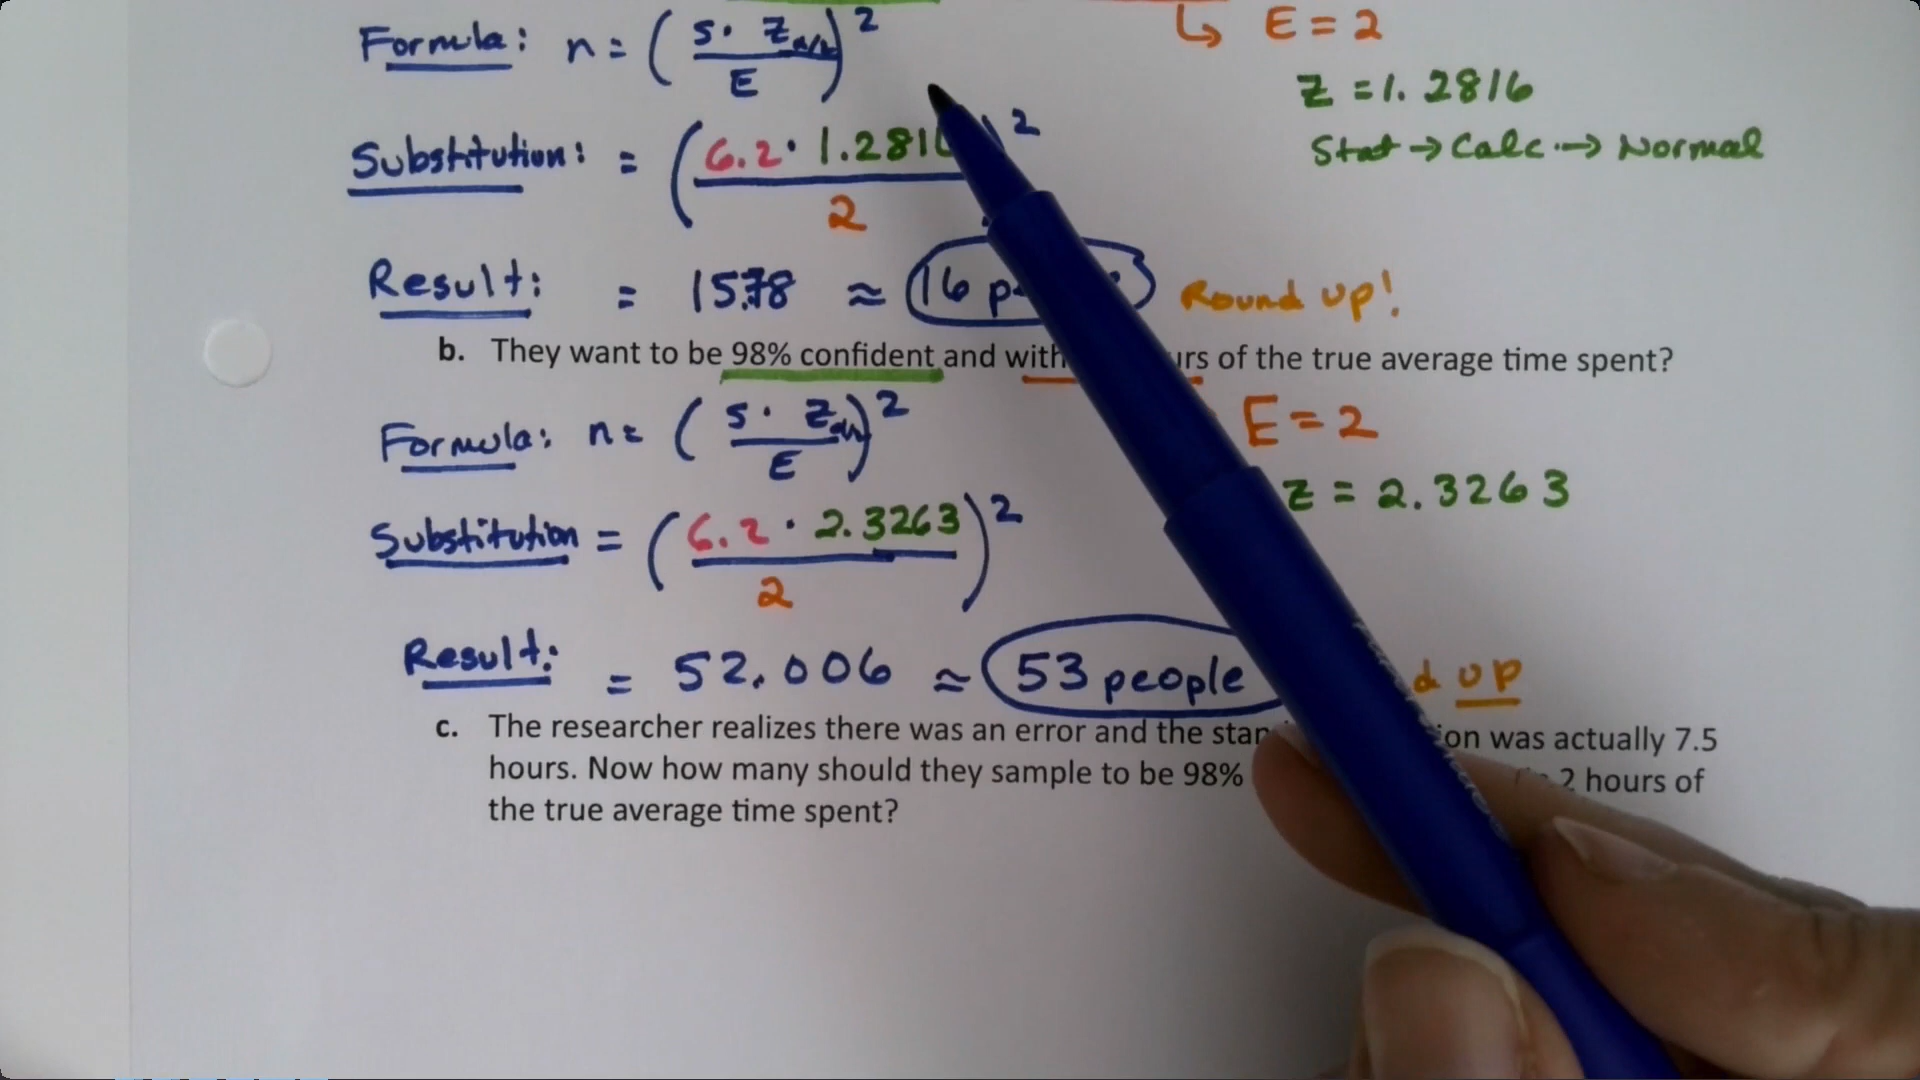 Formula: n = (s · Zα/2 / E)²
↳ E = 2
Z = 1.2816
Substitution: = (6.2 · 1.281 / 2)²
Stat → Calc → Normal
Result: = 15.78 ≈ 16 Round up!
b. They want to be 98% confident and of the true average time spent?
Formula: n = (s · Zα/2 / E)²
E = 2
Z = 2.3263
Substitution = (6.2 · 2.3263 / 2)²
Result: = 52.006 ≈ 53 people up
c. The researcher realizes there was an error and the was actually 7.5
hours. Now how many should they sample to be 98% 2 hours of
the true average time spent?